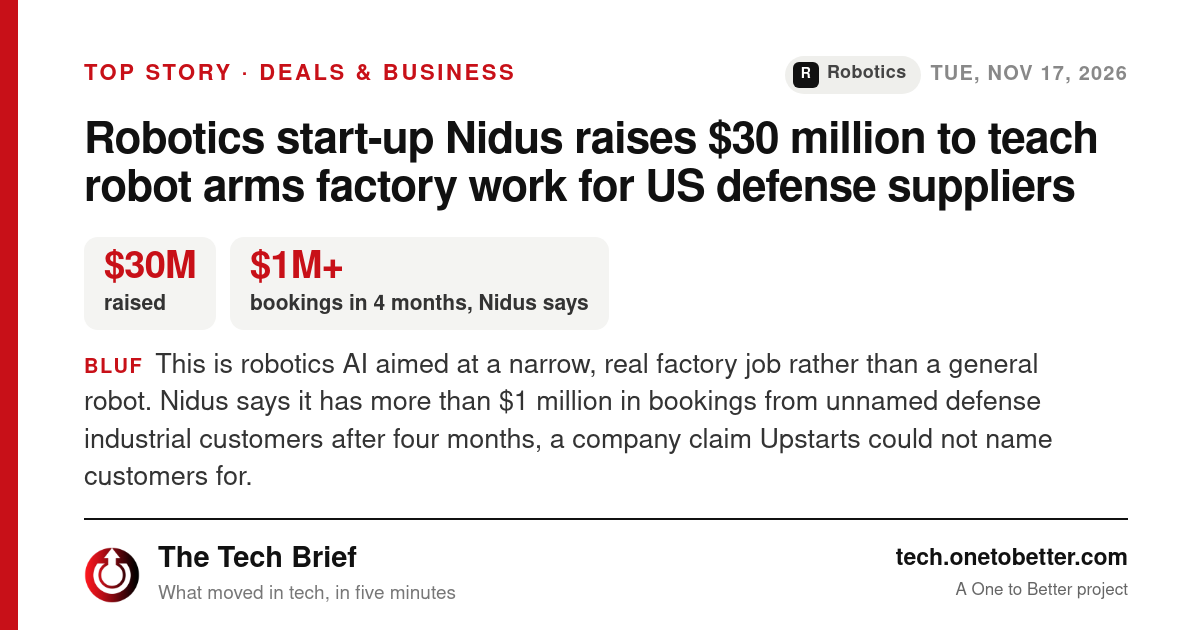 TOP STORY · DEALS & BUSINESS
R Robotics TUE, NOV 17, 2026
Robotics start-up Nidus raises $30 million to teach
robot arms factory work for US defense suppliers
$30M
raised
$1M+
bookings in 4 months, Nidus says
BLUF This is robotics AI aimed at a narrow, real factory job rather than a general
robot. Nidus says it has more than $1 million in bookings from unnamed defense
industrial customers after four months, a company claim Upstarts could not name
customers for.
The Tech Brief
What moved in tech, in five minutes
tech.onetobetter.com
A One to Better project